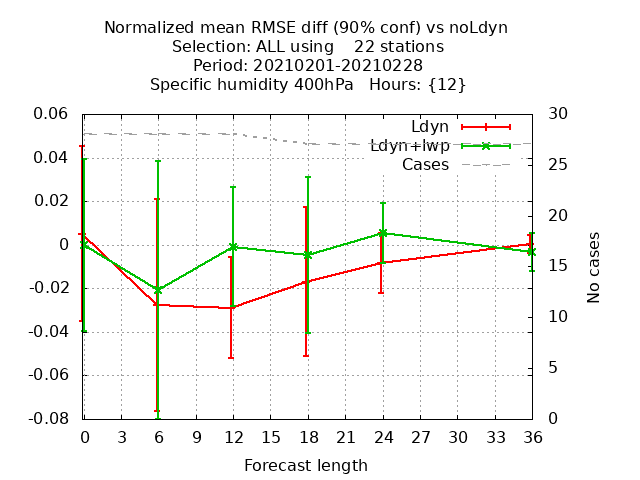 Normalized mean RMSE diff (90% conf) vs noLdyn
Selection: ALL using    22 stations
Period: 20210201-20210228
Specific humidity 400hPa   Hours: {12}
0.06
0.04
0.02
0
-0.02
-0.04
-0.06
-0.08
30
25
20
15
10
5
0
No cases
Ldyn
Ldyn+lwp
Cases
0 3 6 9 12 15 18 21 24 27 30 33 36
Forecast length